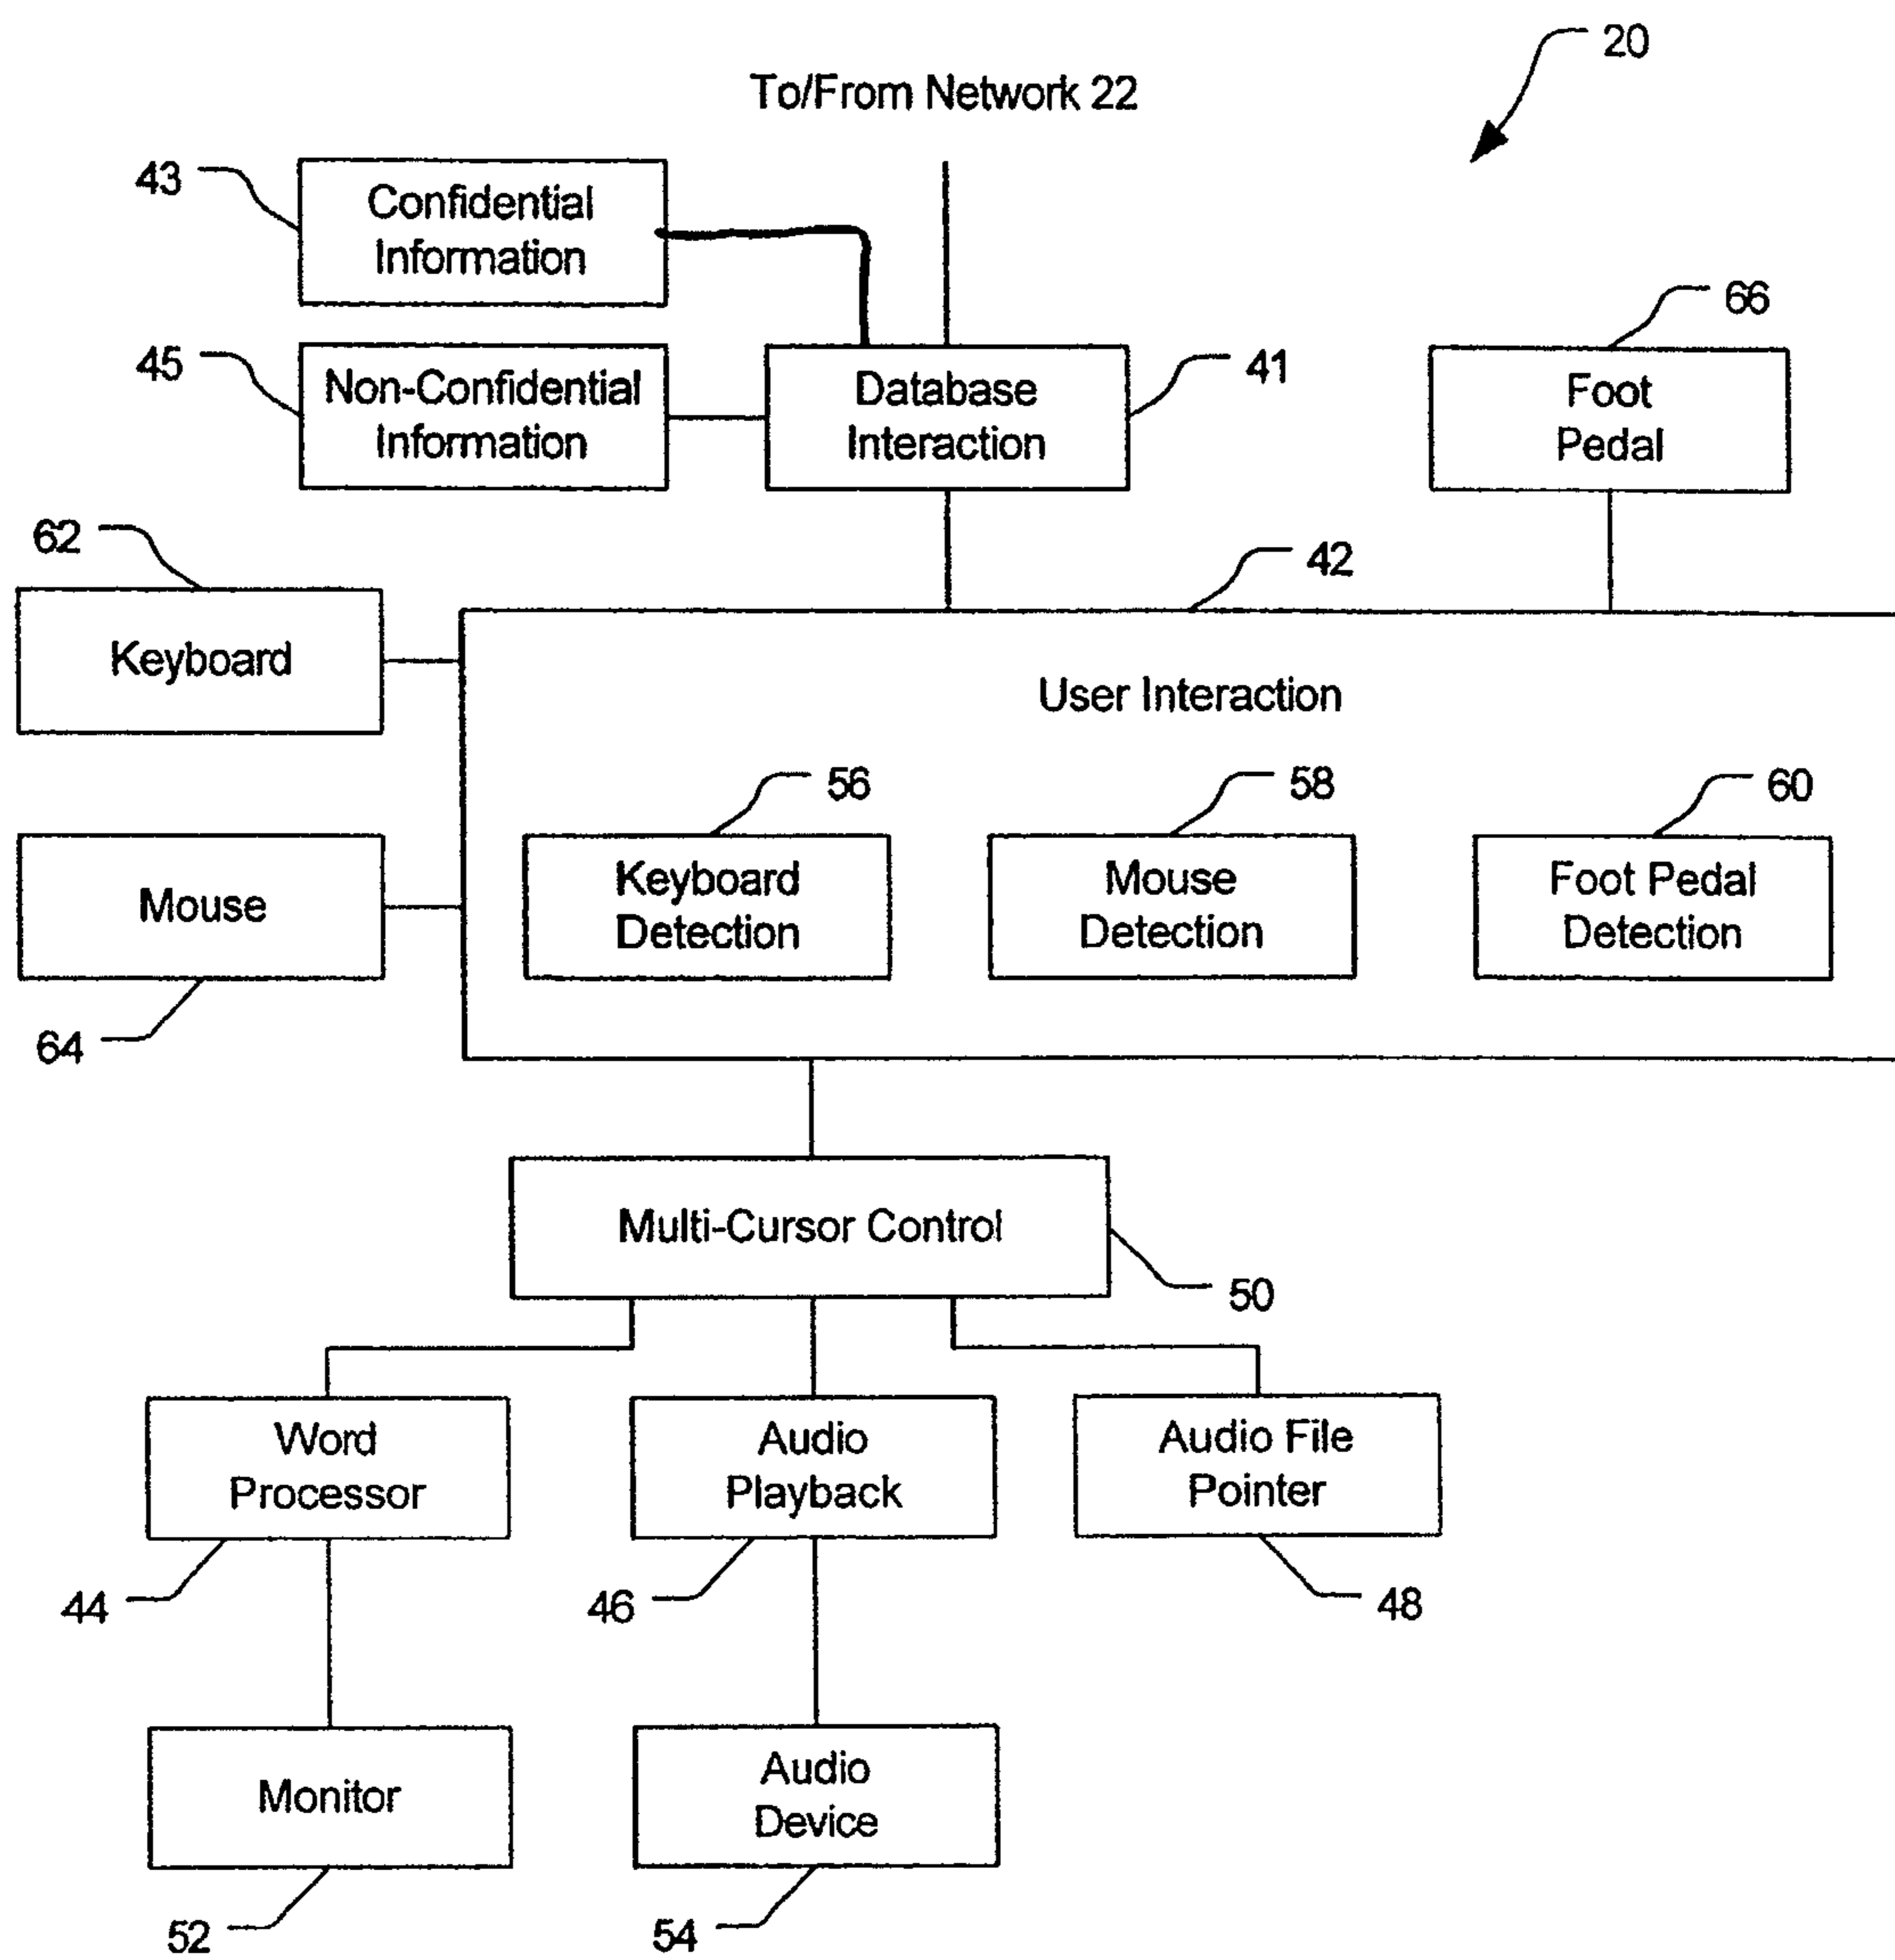 20
To/From Network 22
43
Confidential
Information
45
Non-Confidential
Information
Database
Interaction
41
66
Foot
Pedal
62
Keyboard
42
User Interaction
Mouse
64
56
Keyboard
Detection
58
Mouse
Detection
60
Foot Pedal
Detection
Multi-Cursor Control
50
Word
Processor
44
Audio
Playback
46
Audio File
Pointer
48
Monitor
52
Audio
Device
54